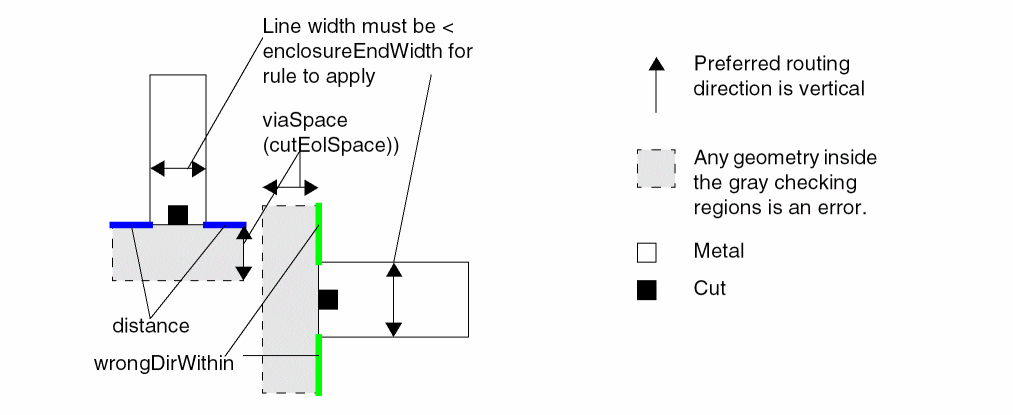 Line width must be <
enclosureEndWidth for
rule to apply
viaSpace
(cutEolSpace))
distance
wrongDirWithin
Preferred routing
direction is vertical
Any geometry inside
the gray checking
regions is an error.
Metal
Cut